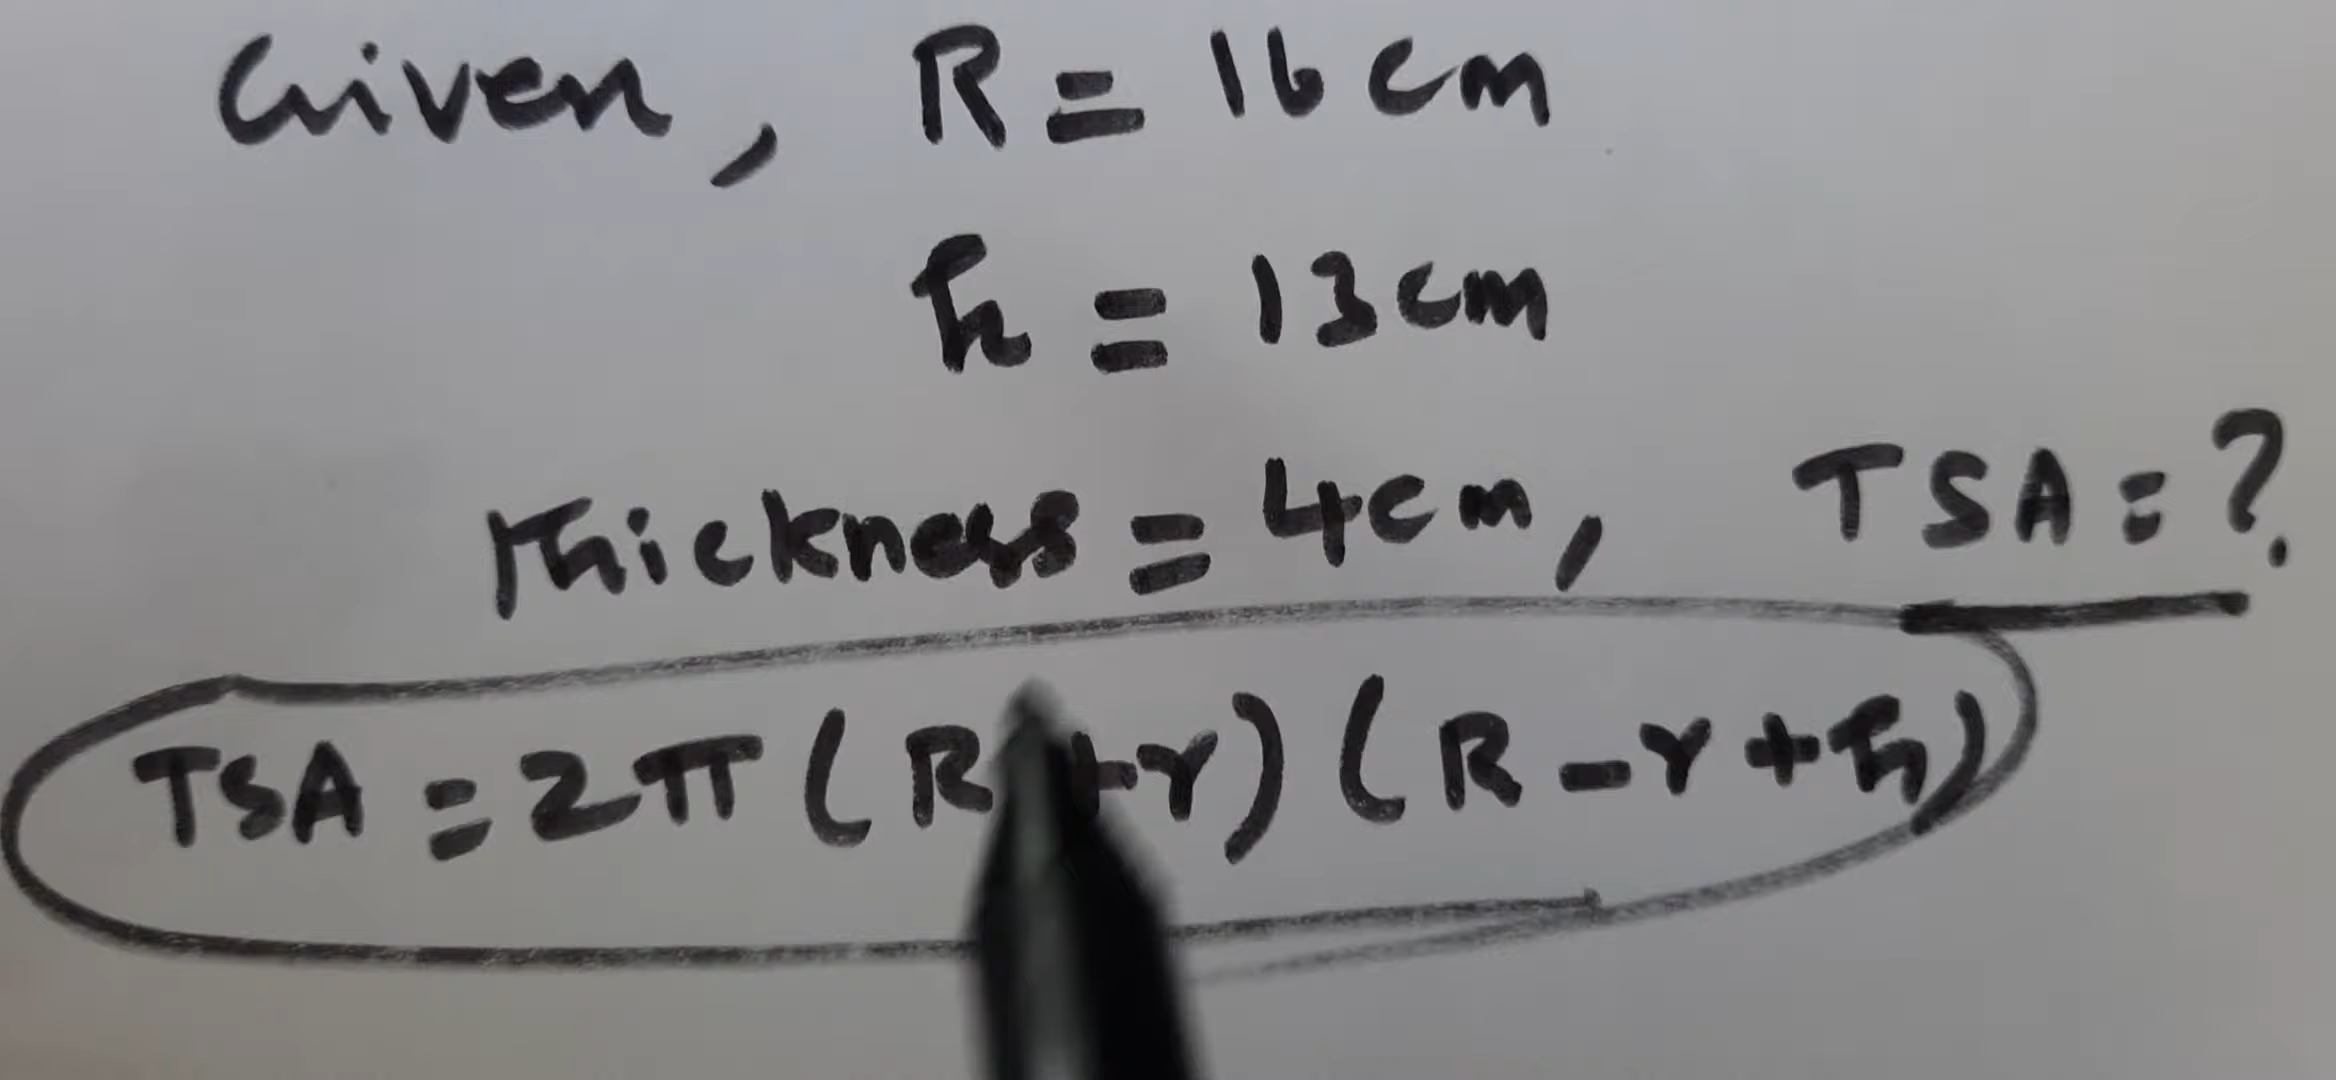 Given, R = 16 cm
h = 13 cm
thickness = 4 cm, TSA = ?
TSA = 2π (R + r) (R - r + h)